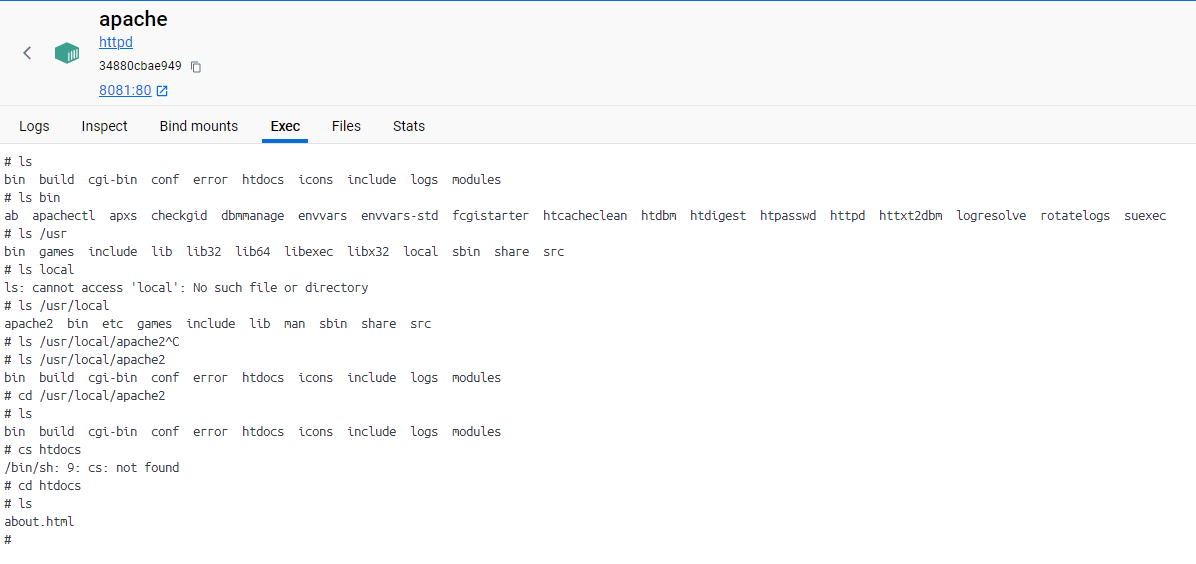 apache
httpd
34880cbae949
8081:80
Logs Inspect Bind mounts Exec Files Stats
# ls
bin build cgi-bin conf error htdocs icons include logs modules
# ls bin
ab apachectl apxs checkgid dbmmanage envvars envvars-std fcgistarter htcacheclean htdbm htdigest htpasswd httpd httxt2dbm logresolve rotatelogs suexec
# ls /usr
bin games include lib lib32 lib64 libexec libx32 local sbin share src
# ls local
ls: cannot access 'local': No such file or directory
# ls /usr/local
apache2 bin etc games include lib man sbin share src
# ls /usr/local/apache2^C
# ls /usr/local/apache2
bin build cgi-bin conf error htdocs icons include logs modules
# cd /usr/local/apache2
# ls
bin build cgi-bin conf error htdocs icons include logs modules
# cs htdocs
/bin/sh: 9: cs: not found
# cd htdocs
# ls
about.html
#